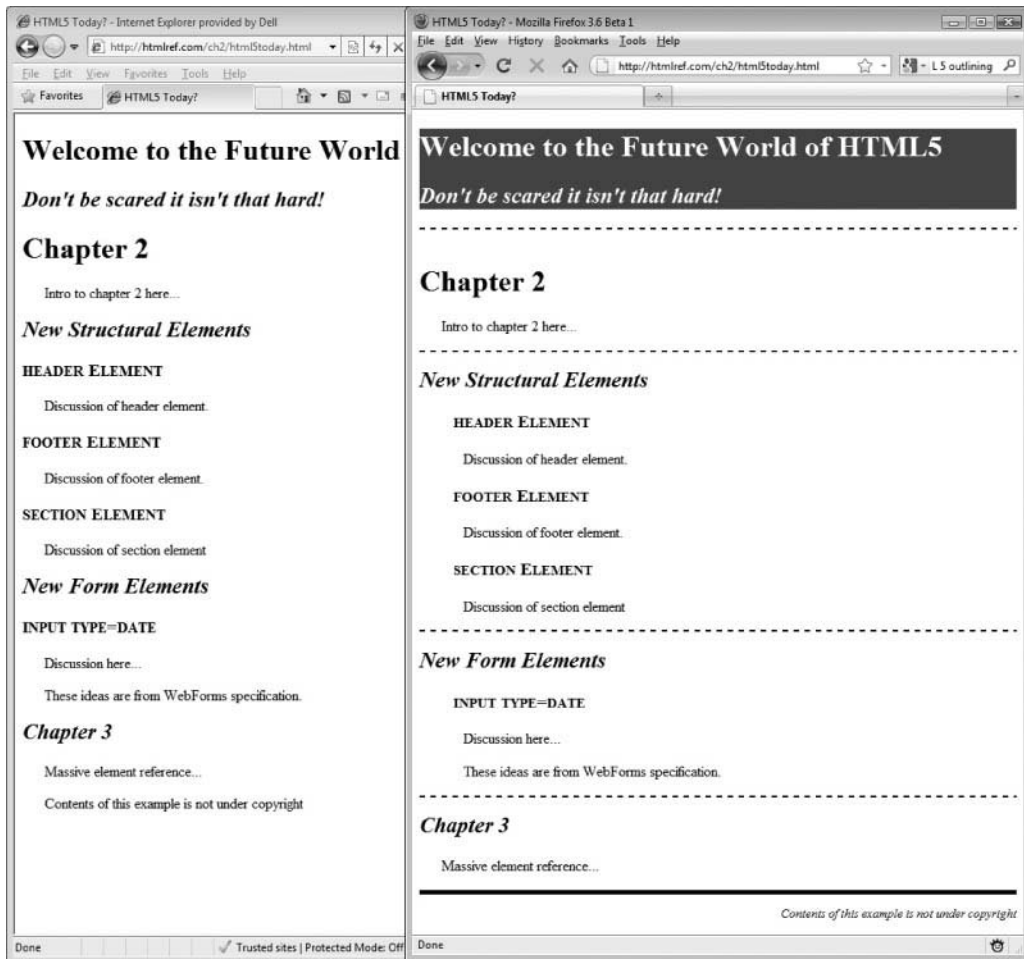 HTML5 Today? - Internet Explorer provided by Dell
http://htmlref.com/ch2/html5today.html
File Edit View Favorites Tools Help
Favorites HTML5 Today?
Welcome to the Future World
Don't be scared it isn't that hard!
Chapter 2
Intro to chapter 2 here...
New Structural Elements
HEADER ELEMENT
Discussion of header element.
FOOTER ELEMENT
Discussion of footer element.
SECTION ELEMENT
Discussion of section element
New Form Elements
INPUT TYPE=DATE
Discussion here...
These ideas are from WebForms specification.
Chapter 3
Massive element reference...
Contents of this example is not under copyright
Done Trusted sites | Protected Mode: Off
HTML5 Today? - Mozilla Firefox 3.6 Beta 1
File Edit View History Bookmarks Tools Help
http://htmlref.com/ch2/html5today.html L 5 outlining
HTML5 Today?
Welcome to the Future World of HTML5
Don't be scared it isn't that hard!
Chapter 2
Intro to chapter 2 here...
New Structural Elements
HEADER ELEMENT
Discussion of header element.
FOOTER ELEMENT
Discussion of footer element.
SECTION ELEMENT
Discussion of section element
New Form Elements
INPUT TYPE=DATE
Discussion here...
These ideas are from WebForms specification.
Chapter 3
Massive element reference...
Contents of this example is not under copyright
Done